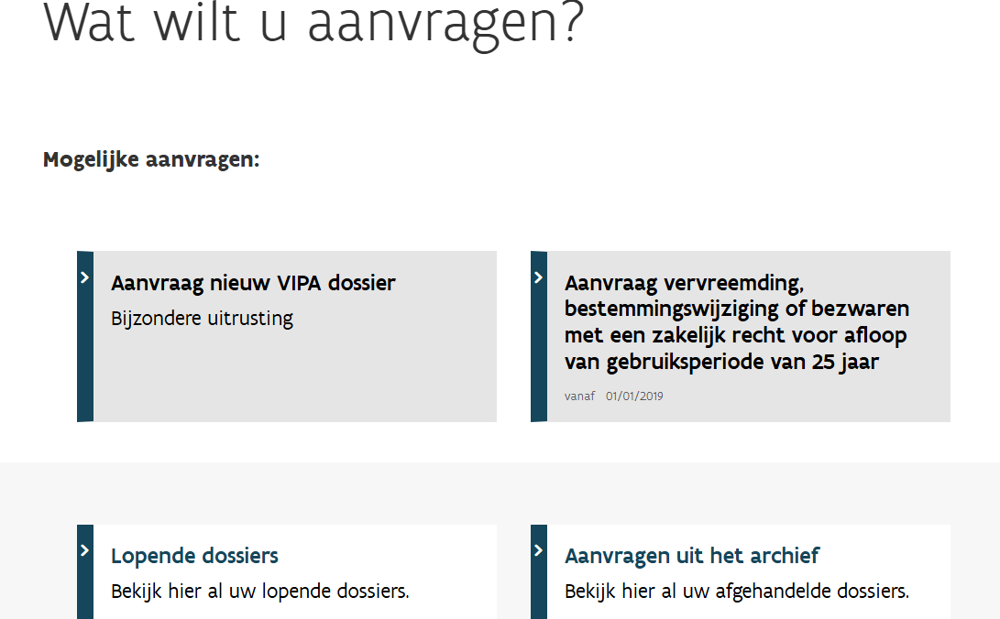 Wat wilt u aanvragen?
Mogelijke aanvragen:
Aanvraag nieuw VIPA dossier
Bijzondere uitrusting
Aanvraag vervreemding,
bestemmingswijziging of bezwaren
met een zakelijk recht voor afloop
van gebruiksperiode van 25 jaar
vanaf 01/01/2019
Lopende dossiers
Bekijk hier al uw lopende dossiers.
Aanvragen uit het archief
Bekijk hier al uw afgehandelde dossiers.